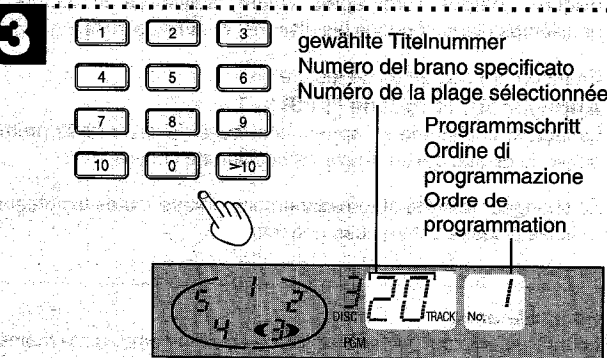 3
1 2 3
4 5 6
7 8 9
10 0 >10
gewählte Titelnummer
Numero del brano specificato
Numéro de la plage sélectionnée
Programmschritt
Ordine di
programmazione
Ordre de
programmation
5 1 2 4 3
3 DISC 20 TRACK No. 1
PGM